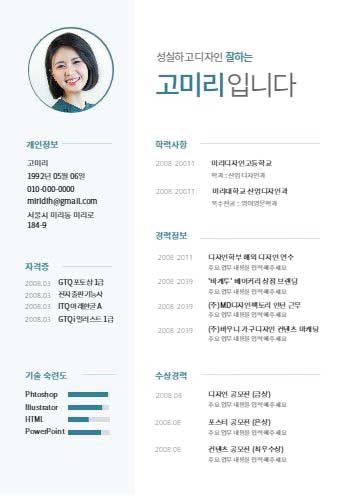 성실하고 디자인 잘하는
고미리입니다
개인정보
고미리
1992년 05월 06일
010-000-0000
miridih@gmail.com
서울시 미리동 미리로
184-9
자격증
2008.03 GTQ포토샵 1급
2008.03 전자출판기능사
2008.03 ITQ아래한글 A
2008.03 GTQi일러스트 1급
기술 숙련도
Phtoshop
Illustrator
HTML
PowerPoint
학력사항
2008 20011 미리디자인고등학교
학과 : 산업디자인과
2008 20011 미리대학교 산업디자인과
복수전공 : 영어영문학과
경력정보
2008 2011 디자인학부 해외 디자인 연수
주요 업무 내용을 입력해주세요
2008 2039 '바게뚜' 베이커리 상점 브랜딩
주요 업무 내용을 입력해주세요
2008 2039 (주)MD디자인팩토리 인턴 근무
주요 업무 내용을 입력해주세요
2008 2039 (주)바우니 가구디자인 컨텐츠 마케팅
주요 업무 내용을 입력해주세요
수상경력
2008.08 디자인 공모전 (금상)
주요 업무 내용을 입력해주세요
2008.08 포스터 공모전 (은상)
주요 업무 내용을 입력해주세요
2008.08 컨텐츠 공모전 (최우수상)
주요 업무 내용을 입력해주세요